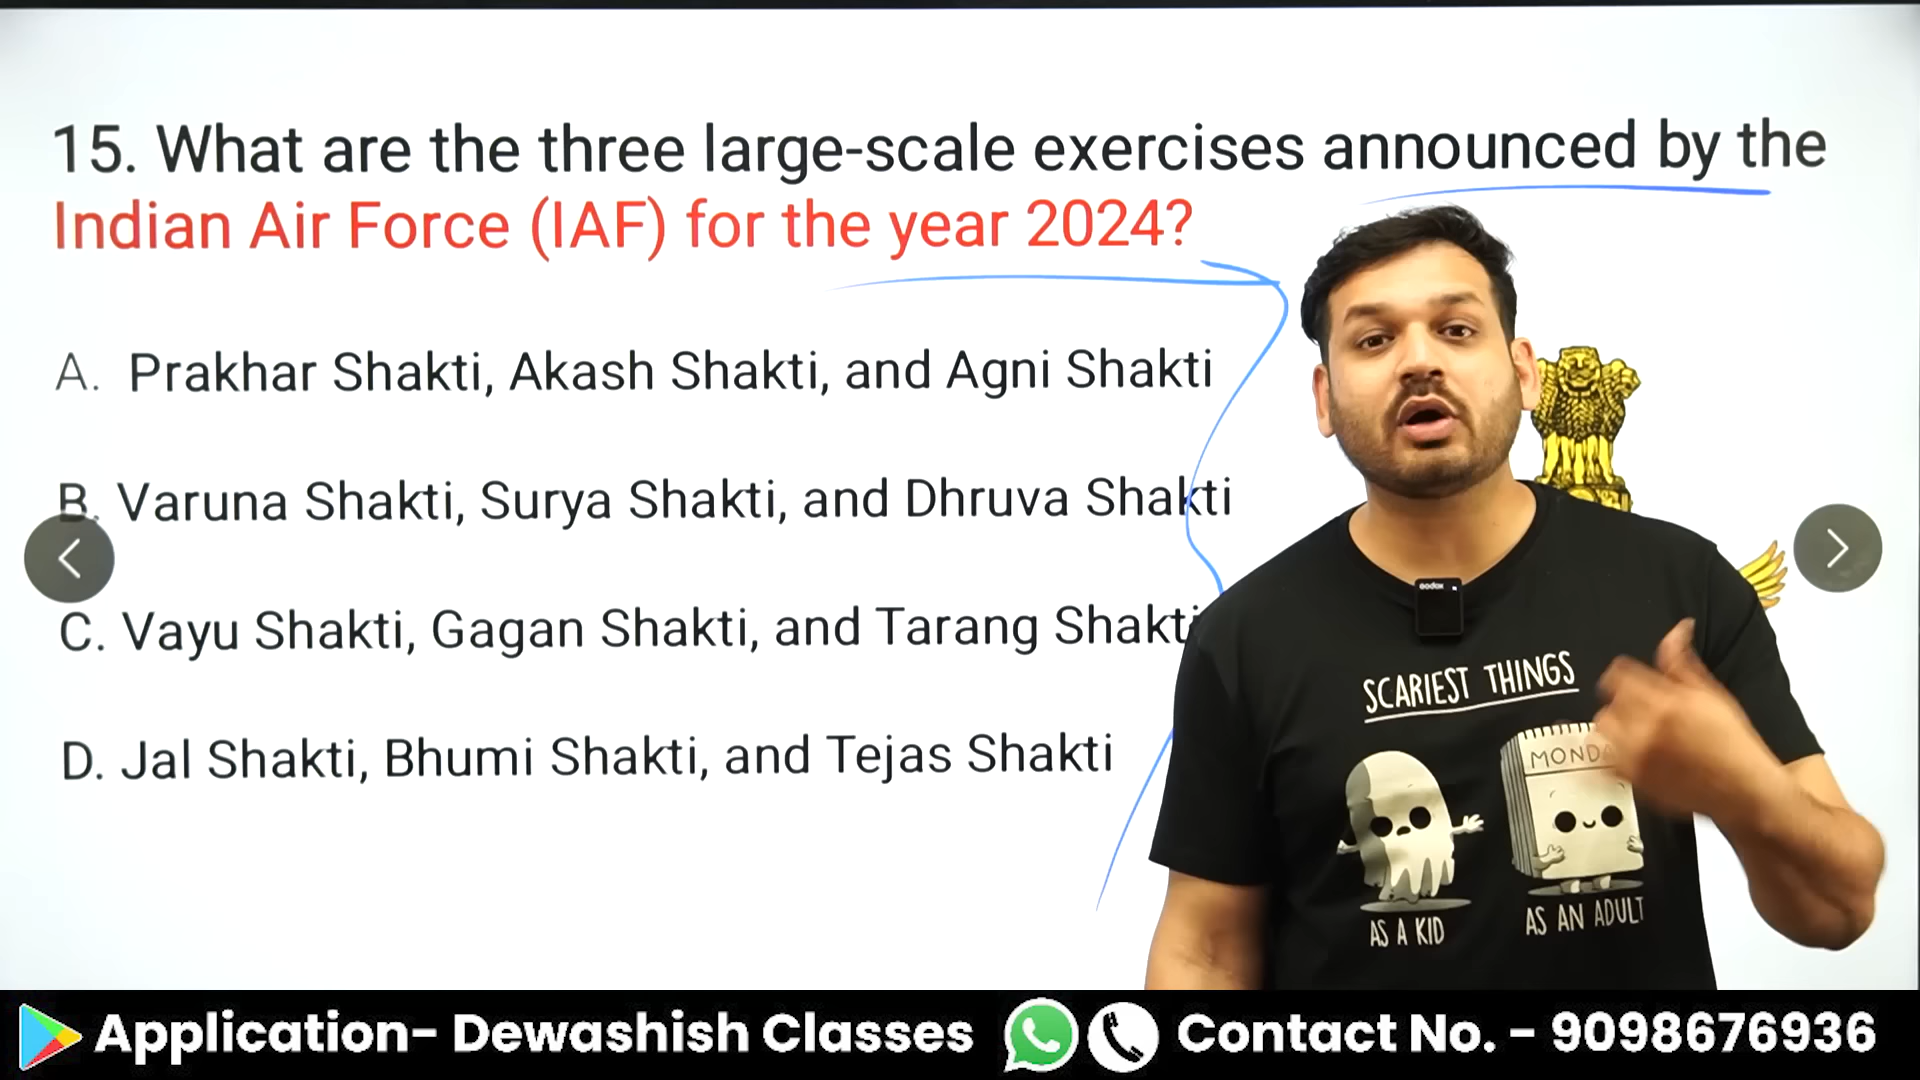 15. What are the three large-scale exercises announced by the
Indian Air Force (IAF) for the year 2024?
A. Prakhar Shakti, Akash Shakti, and Agni Shakti
B. Varuna Shakti, Surya Shakti, and Dhruva Shakti
C. Vayu Shakti, Gagan Shakti, and Tarang Shakti
D. Jal Shakti, Bhumi Shakti, and Tejas Shakti
Godox
SCARIEST THINGS
MONDA
AS A KID
AS AN ADULT
Application- Dewashish Classes
Contact No. - 9098676936